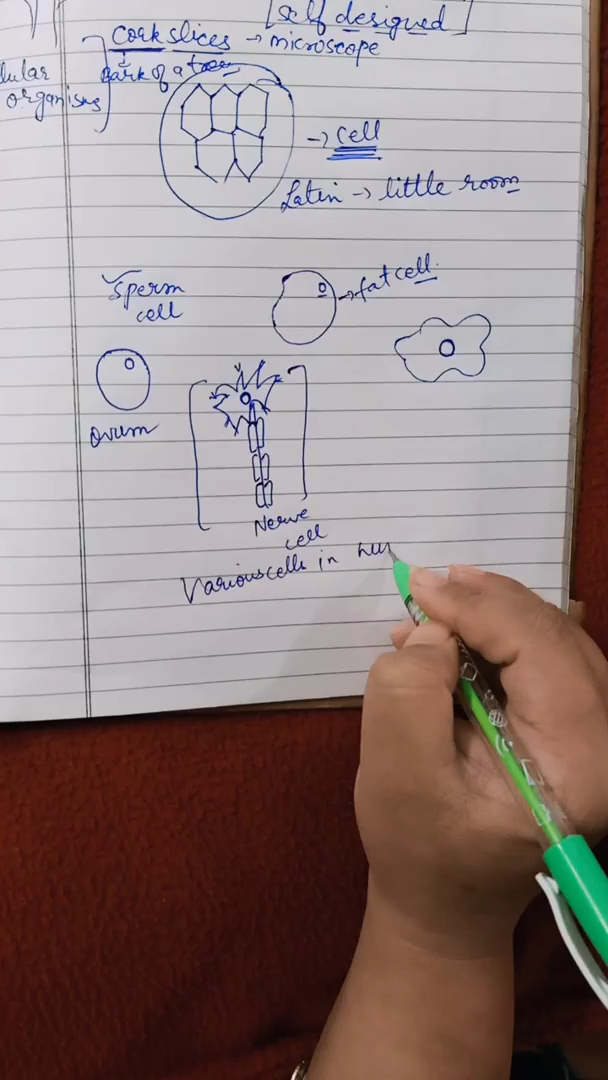 [self designed]
cork slices → microscope
bark of a tree
lular
organisms
→ cell
Latin → little room
Sperm
cell
→ fat cell
Ovum
Nerve
cell
Various cells in hu